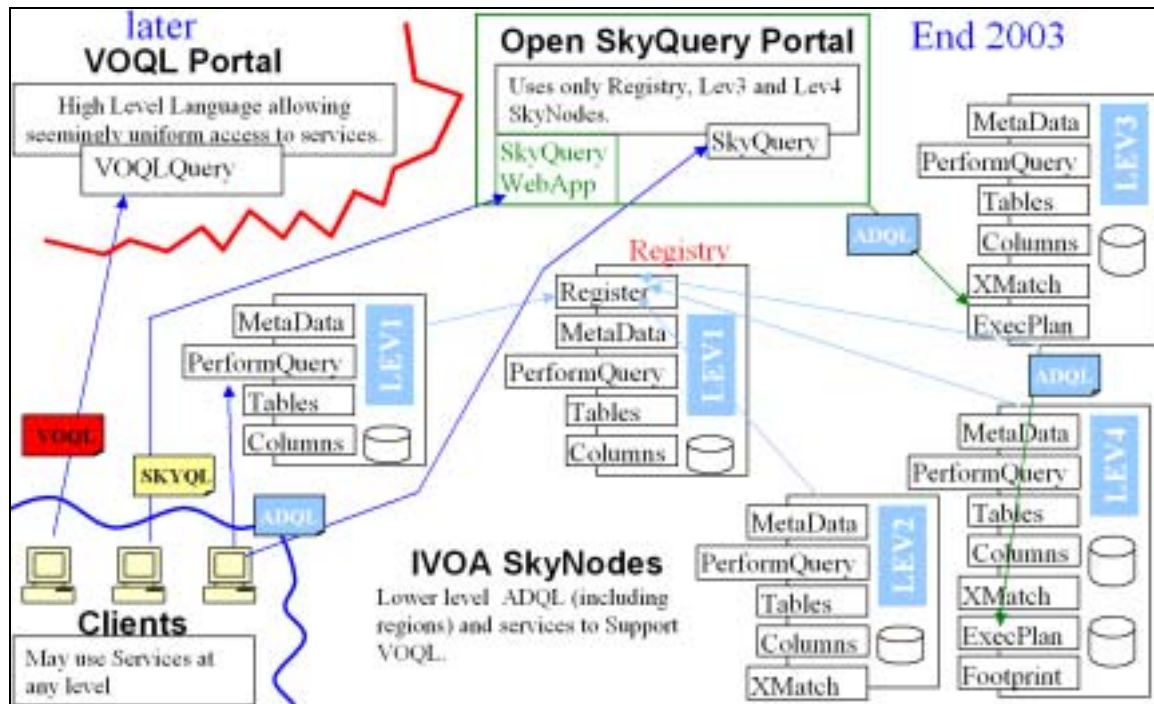 later
VOQL Portal
High Level Language allowing
seemingly uniform access to services.
VOQLQuery
Open SkyQuery Portal
Uses only Registry, Lev3 and Lev4
SkyNodes.
SkyQuery
SkyQuery
WebApp
End 2003
MetaData
PerformQuery
Tables
Columns
XMatch
ExecPlan
LEV3
ADQL
Registry
Register
MetaData
PerformQuery
Tables
Columns
LEV1
MetaData
PerformQuery
Tables
Columns
LEV1
ADQL
MetaData
PerformQuery
Tables
Columns
XMatch
ExecPlan
Footprint
LEV4
VOQL
SKYQL
ADQL
MetaData
PerformQuery
Tables
Columns
XMatch
LEV2
IVOA SkyNodes
Lower level ADQL (including
regions) and services to Support
VOQL.
Clients
May use Services at
any level